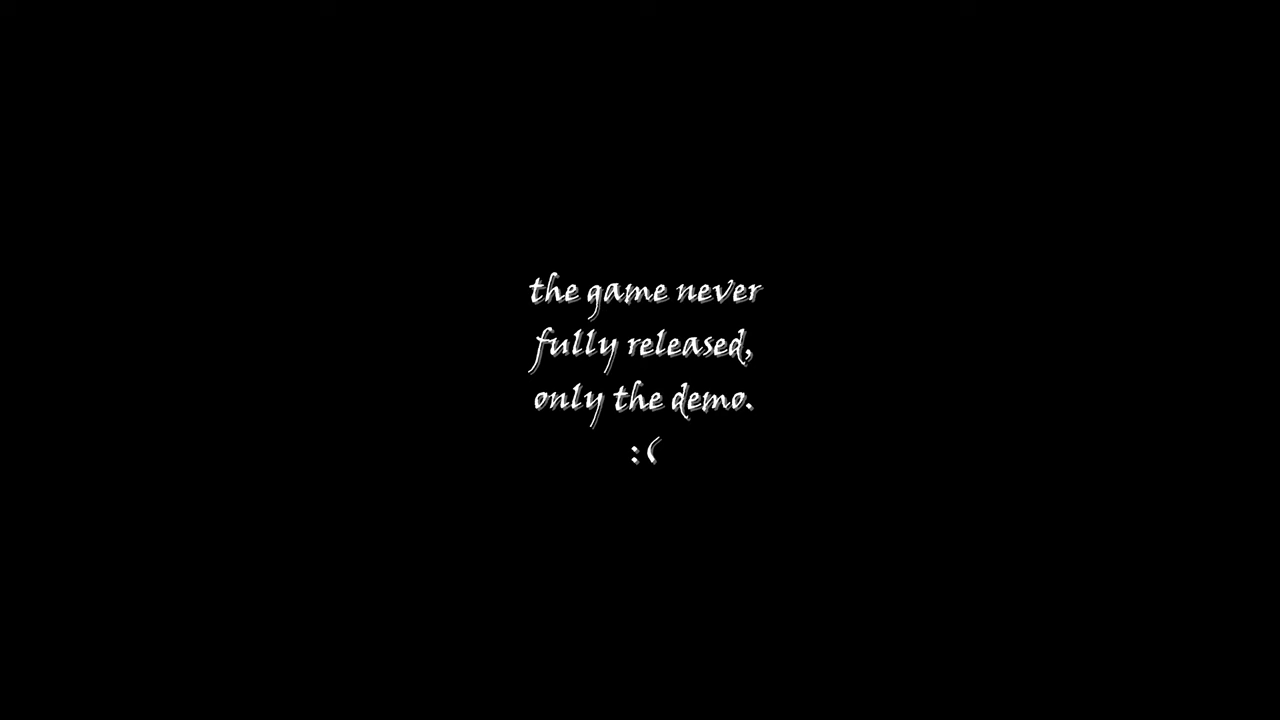 the game never
fully released,
only the demo.
:(